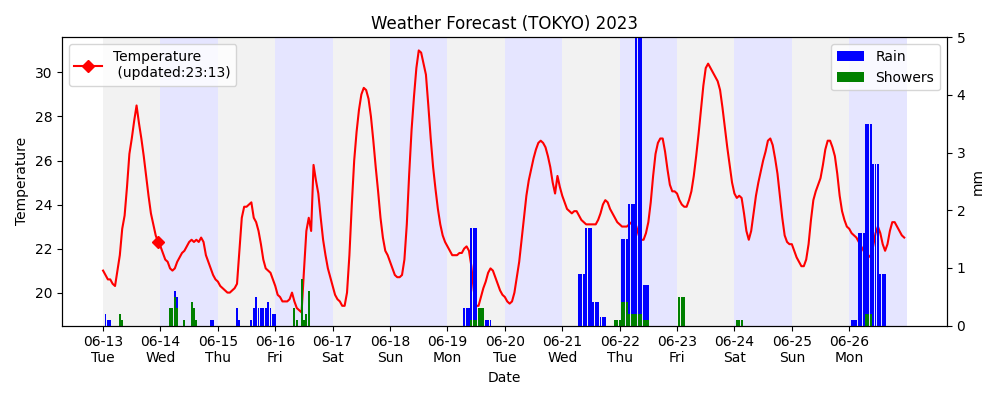 Weather Forecast (TOKYO) 2023
Temperature
(updated:23:13)
Rain
Showers
Temperature
30
28
26
24
22
20
5
4
3
2
1
0
mm
06-13 06-14 06-15 06-16 06-17 06-18 06-19 06-20 06-21 06-22 06-23 06-24 06-25 06-26
Tue Wed Thu Fri Sat Sun Mon Tue Wed Thu Fri Sat Sun Mon
Date